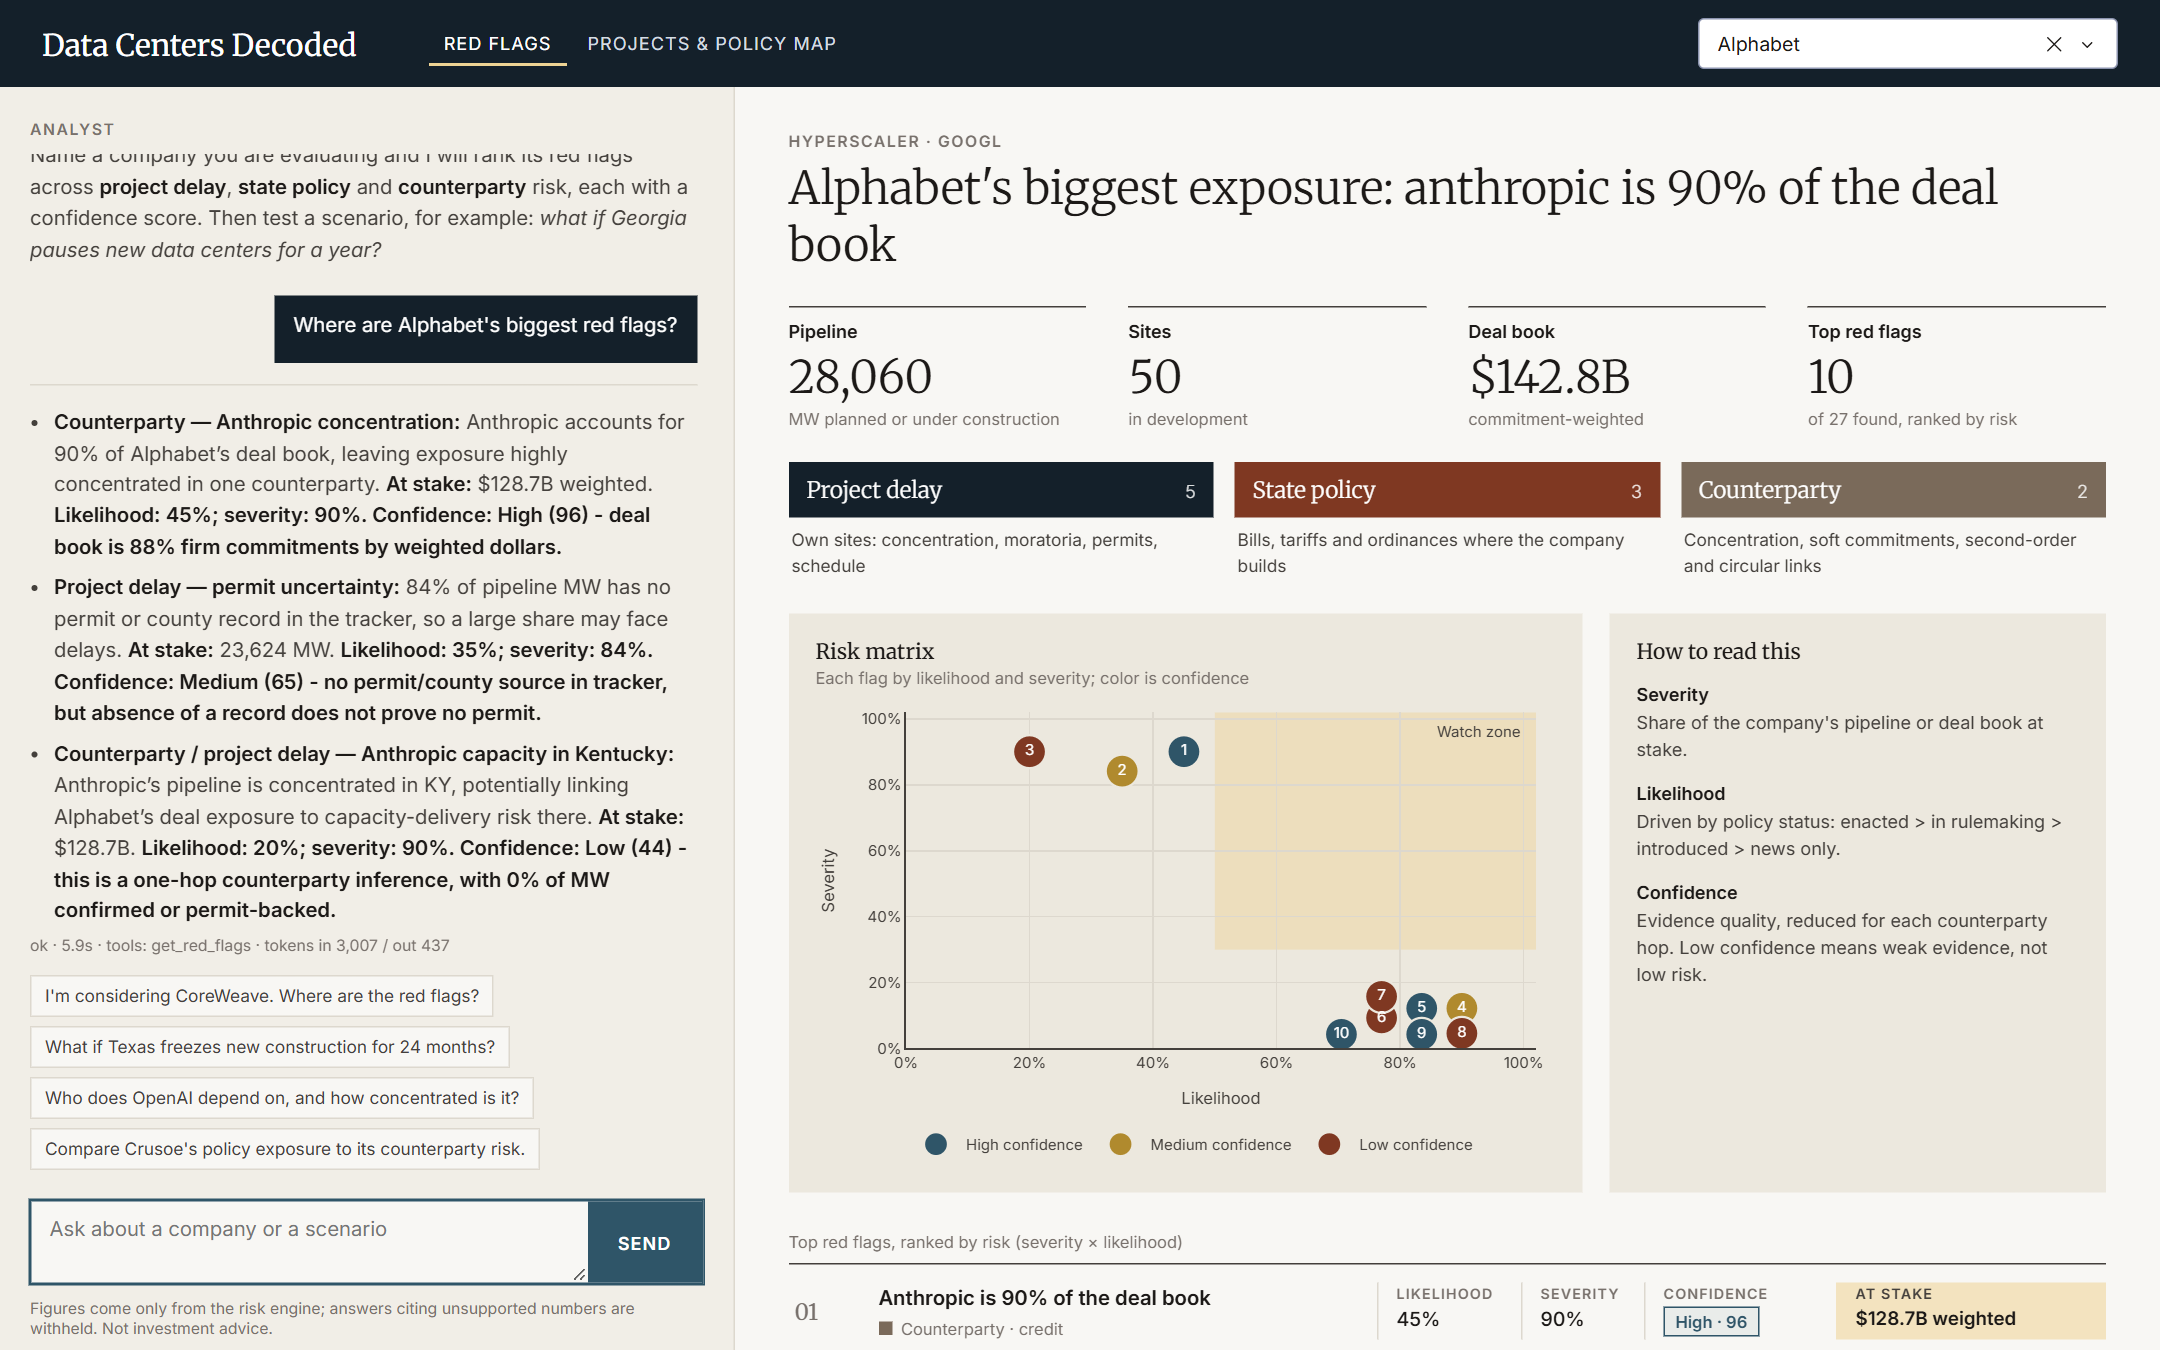 Data Centers Decoded
RED FLAGS
PROJECTS & POLICY MAP
Alphabet
ANALYST
Name a company you are evaluating and I will rank its red flags
across project delay, state policy and counterparty risk, each with a
confidence score. Then test a scenario, for example: what if Georgia
pauses new data centers for a year?
Where are Alphabet's biggest red flags?
• Counterparty — Anthropic concentration: Anthropic accounts for
90% of Alphabet’s deal book, leaving exposure highly
concentrated in one counterparty. At stake: $128.7B weighted.
Likelihood: 45%; severity: 90%. Confidence: High (96) - deal
book is 88% firm commitments by weighted dollars.
• Project delay — permit uncertainty: 84% of pipeline MW has no
permit or county record in the tracker, so a large share may face
delays. At stake: 23,624 MW. Likelihood: 35%; severity: 84%.
Confidence: Medium (65) - no permit/county source in tracker,
but absence of a record does not prove no permit.
• Counterparty / project delay — Anthropic capacity in Kentucky:
Anthropic’s pipeline is concentrated in KY, potentially linking
Alphabet’s deal exposure to capacity-delivery risk there. At stake:
$128.7B. Likelihood: 20%; severity: 90%. Confidence: Low (44) -
this is a one-hop counterparty inference, with 0% of MW
confirmed or permit-backed.
ok · 5.9s · tools: get_red_flags · tokens in 3,007 / out 437
I'm considering CoreWeave. Where are the red flags?
What if Texas freezes new construction for 24 months?
Who does OpenAI depend on, and how concentrated is it?
Compare Crusoe's policy exposure to its counterparty risk.
Ask about a company or a scenario
SEND
Figures come only from the risk engine; answers citing unsupported numbers are
withheld. Not investment advice.
HYPERSCALER · GOOGL
Alphabet's biggest exposure: anthropic is 90% of the deal
book
Pipeline
28,060
MW planned or under construction
Sites
50
in development
Deal book
$142.8B
commitment-weighted
Top red flags
10
of 27 found, ranked by risk
Project delay 5
Own sites: concentration, moratoria, permits,
schedule
State policy 3
Bills, tariffs and ordinances where the company
builds
Counterparty 2
Concentration, soft commitments, second-order
and circular links
Risk matrix
Each flag by likelihood and severity; color is confidence
Watch zone
100%
80%
60%
40%
20%
0%
Severity
3
2
1
7
6
5
4
10
9
8
0%
20%
40%
60%
80%
100%
Likelihood
High confidence
Medium confidence
Low confidence
How to read this
Severity
Share of the company's pipeline or deal book at
stake.
Likelihood
Driven by policy status: enacted > in rulemaking >
introduced > news only.
Confidence
Evidence quality, reduced for each counterparty
hop. Low confidence means weak evidence, not
low risk.
Top red flags, ranked by risk (severity × likelihood)
01
Anthropic is 90% of the deal book
Counterparty · credit
LIKELIHOOD
45%
SEVERITY
90%
CONFIDENCE
High · 96
AT STAKE
$128.7B weighted